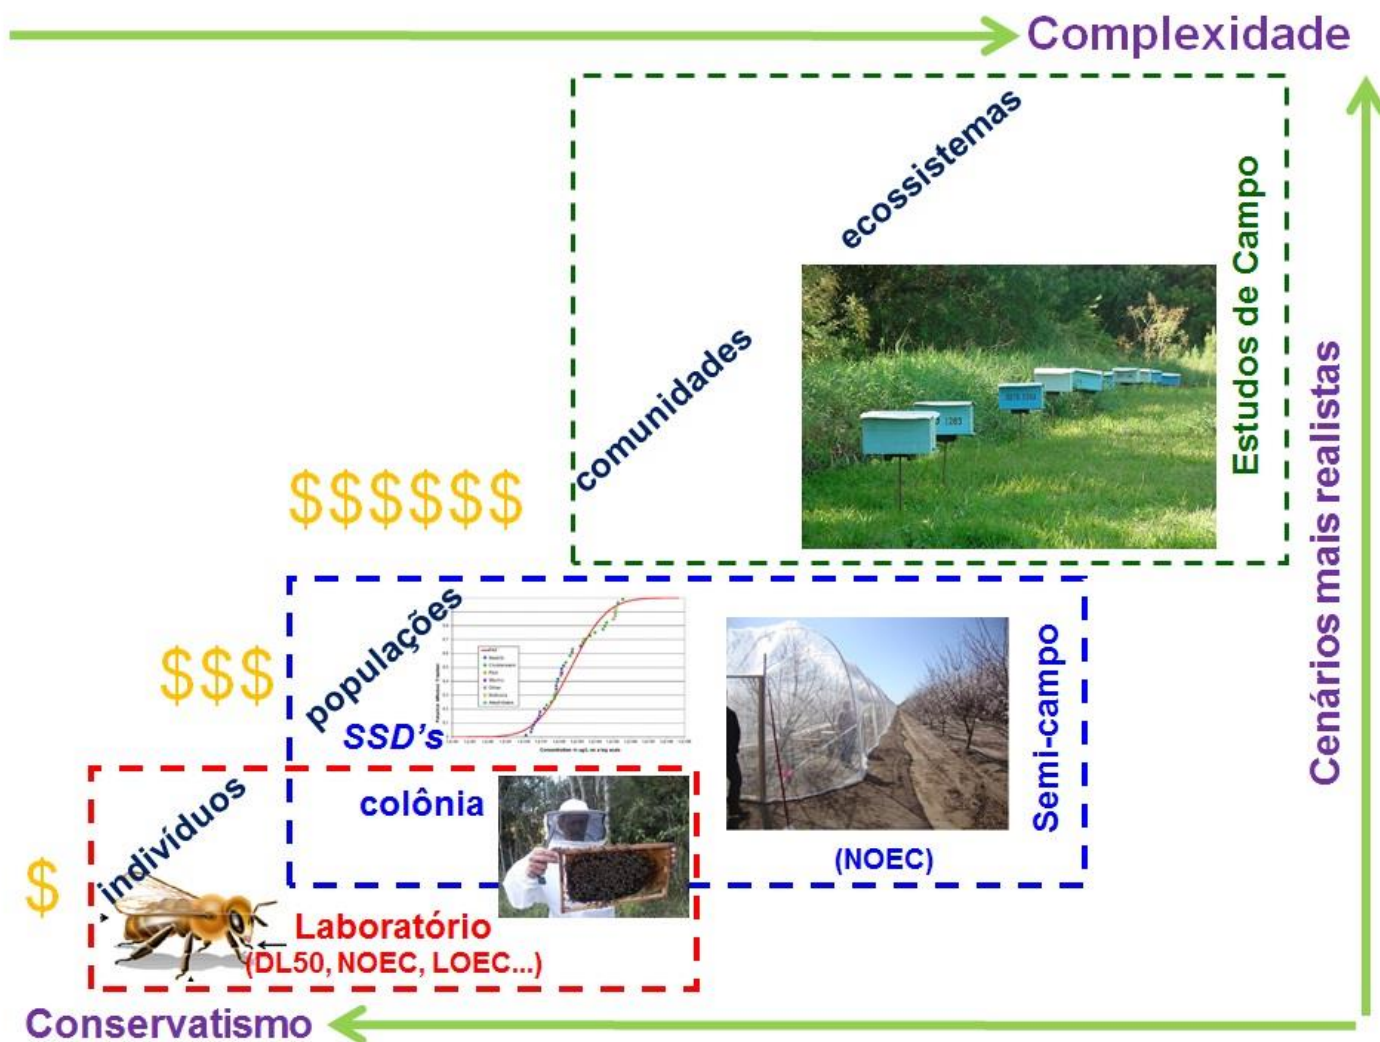 Complexidade
ecossistemas
Estudos de Campo
comunidades
Cenários mais realistas
$$$$$$
populações
$$$
SSD's
Semi-campo
colônia
(NOEC)
indivíduos
$
Laboratório
(DL50, NOEC, LOEC...)
Conservatismo